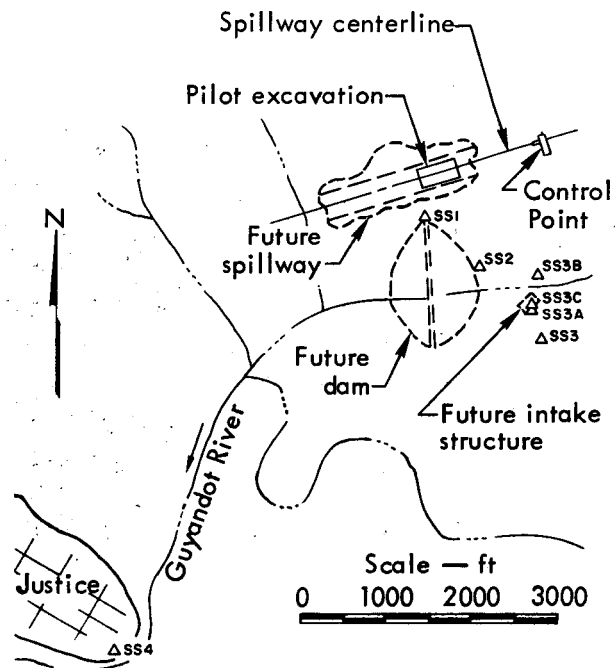 Spillway centerline
Pilot excavation
N
Control
Point
SS1
Future
spillway
SS2
SS3B
SS3C
SS3A
SS3
Future
dam
Future intake
structure
Guyandot River
Scale — ft
Justice
0 1000 2000 3000
SS4